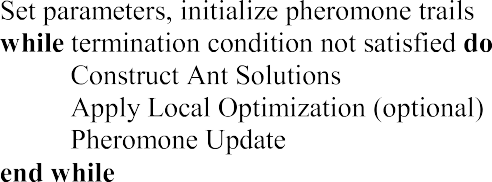 Set parameters, initialize pheromone trails
while termination condition not satisfied do
Construct Ant Solutions
Apply Local Optimization (optional)
Pheromone Update
end while